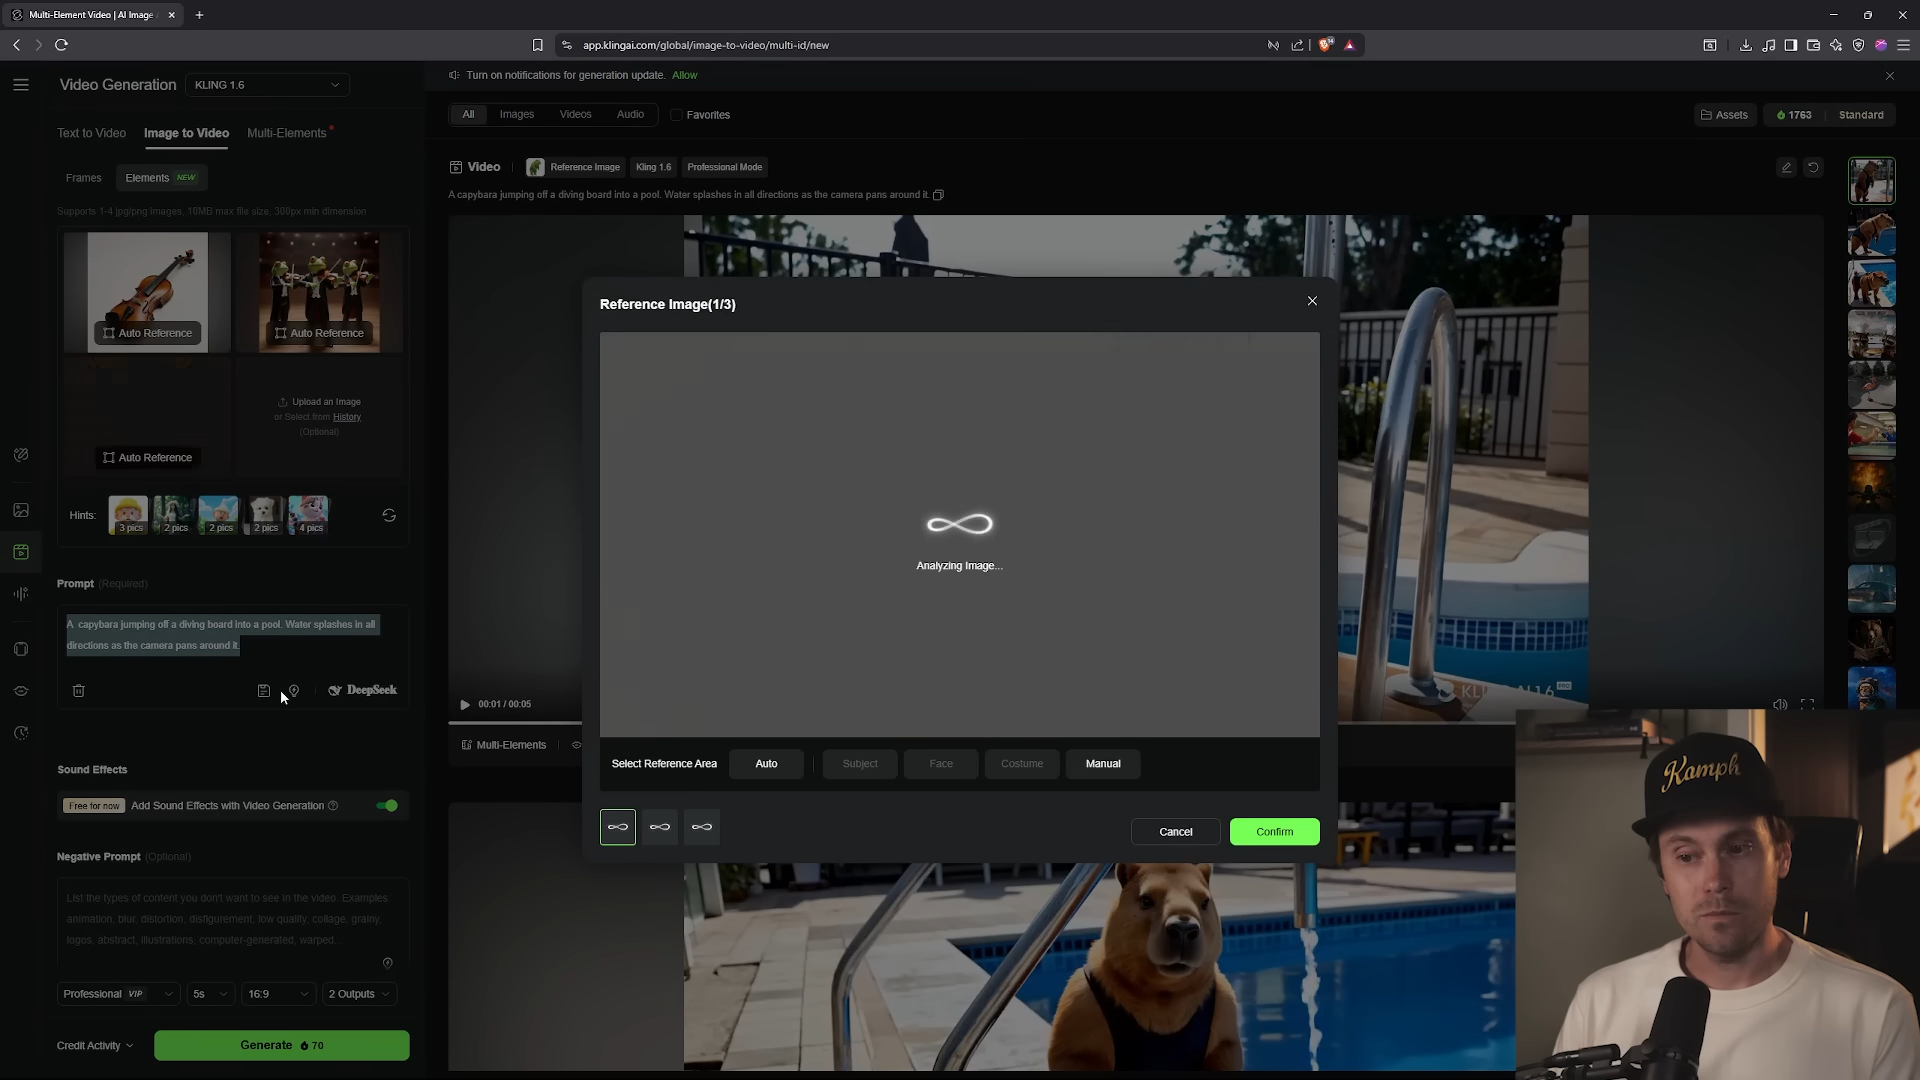 Multi-Element Video | AI Image
app.klingai.com/global/image-to-video/multi-id/new
Video Generation
KLING 1.6
Turn on notifications for generation update. Allow
Text to Video
Image to Video
Multi-Elements
All
Images
Videos
Audio
Favorites
Assets
1763
Standard
Frames
Elements NEW
Video
Reference Image
Kling 1.6
Professional Mode
A capybara jumping off a diving board into a pool. Water splashes in all directions as the camera pans around it.
Supports 1-4 jpg/png images, 10MB max file size, 300px min dimension
Auto Reference
Auto Reference
Upload an Image
or Select from History
(Optional)
Auto Reference
Hints:
3 pics
2 pics
2 pics
2 pics
4 pics
Prompt (Required)
A capybara jumping off a diving board into a pool. Water splashes in all
directions as the camera pans around it.
DeepSeek
Sound Effects
Free for now
Add Sound Effects with Video Generation
Negative Prompt (Optional)
List the types of content you don't want to see in the video. Examples:
animation, blur, distortion, disfigurement, low quality, collage, grainy,
logos, abstract, illustrations, computer-generated, warped...
Professional VIP
5s
16:9
2 Outputs
Credit Activity
Generate 70
Reference Image(1/3)
Analyzing Image...
Select Reference Area
Auto
Subject
Face
Costume
Manual
Cancel
Confirm
00:01 / 00:05
Multi-Elements
Kamph